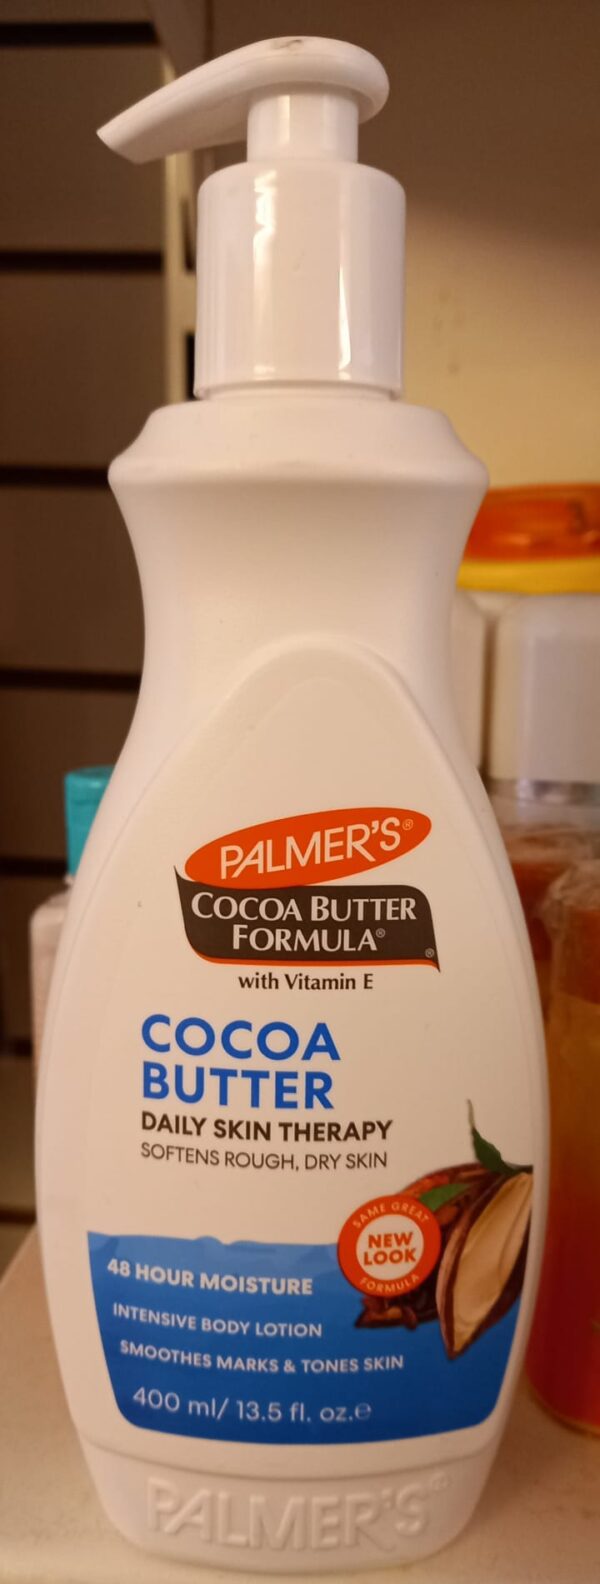 PALMER'S®
COCOA BUTTER
FORMULA®
®
with Vitamin E
COCOA
BUTTER
DAILY SKIN THERAPY
SOFTENS ROUGH, DRY SKIN
SAME GREAT
NEW
LOOK
FORMULA
48 HOUR MOISTURE
INTENSIVE BODY LOTION
SMOOTHES MARKS & TONES SKIN
400 ml/ 13.5 fl. oz.℮
PALMER'S®